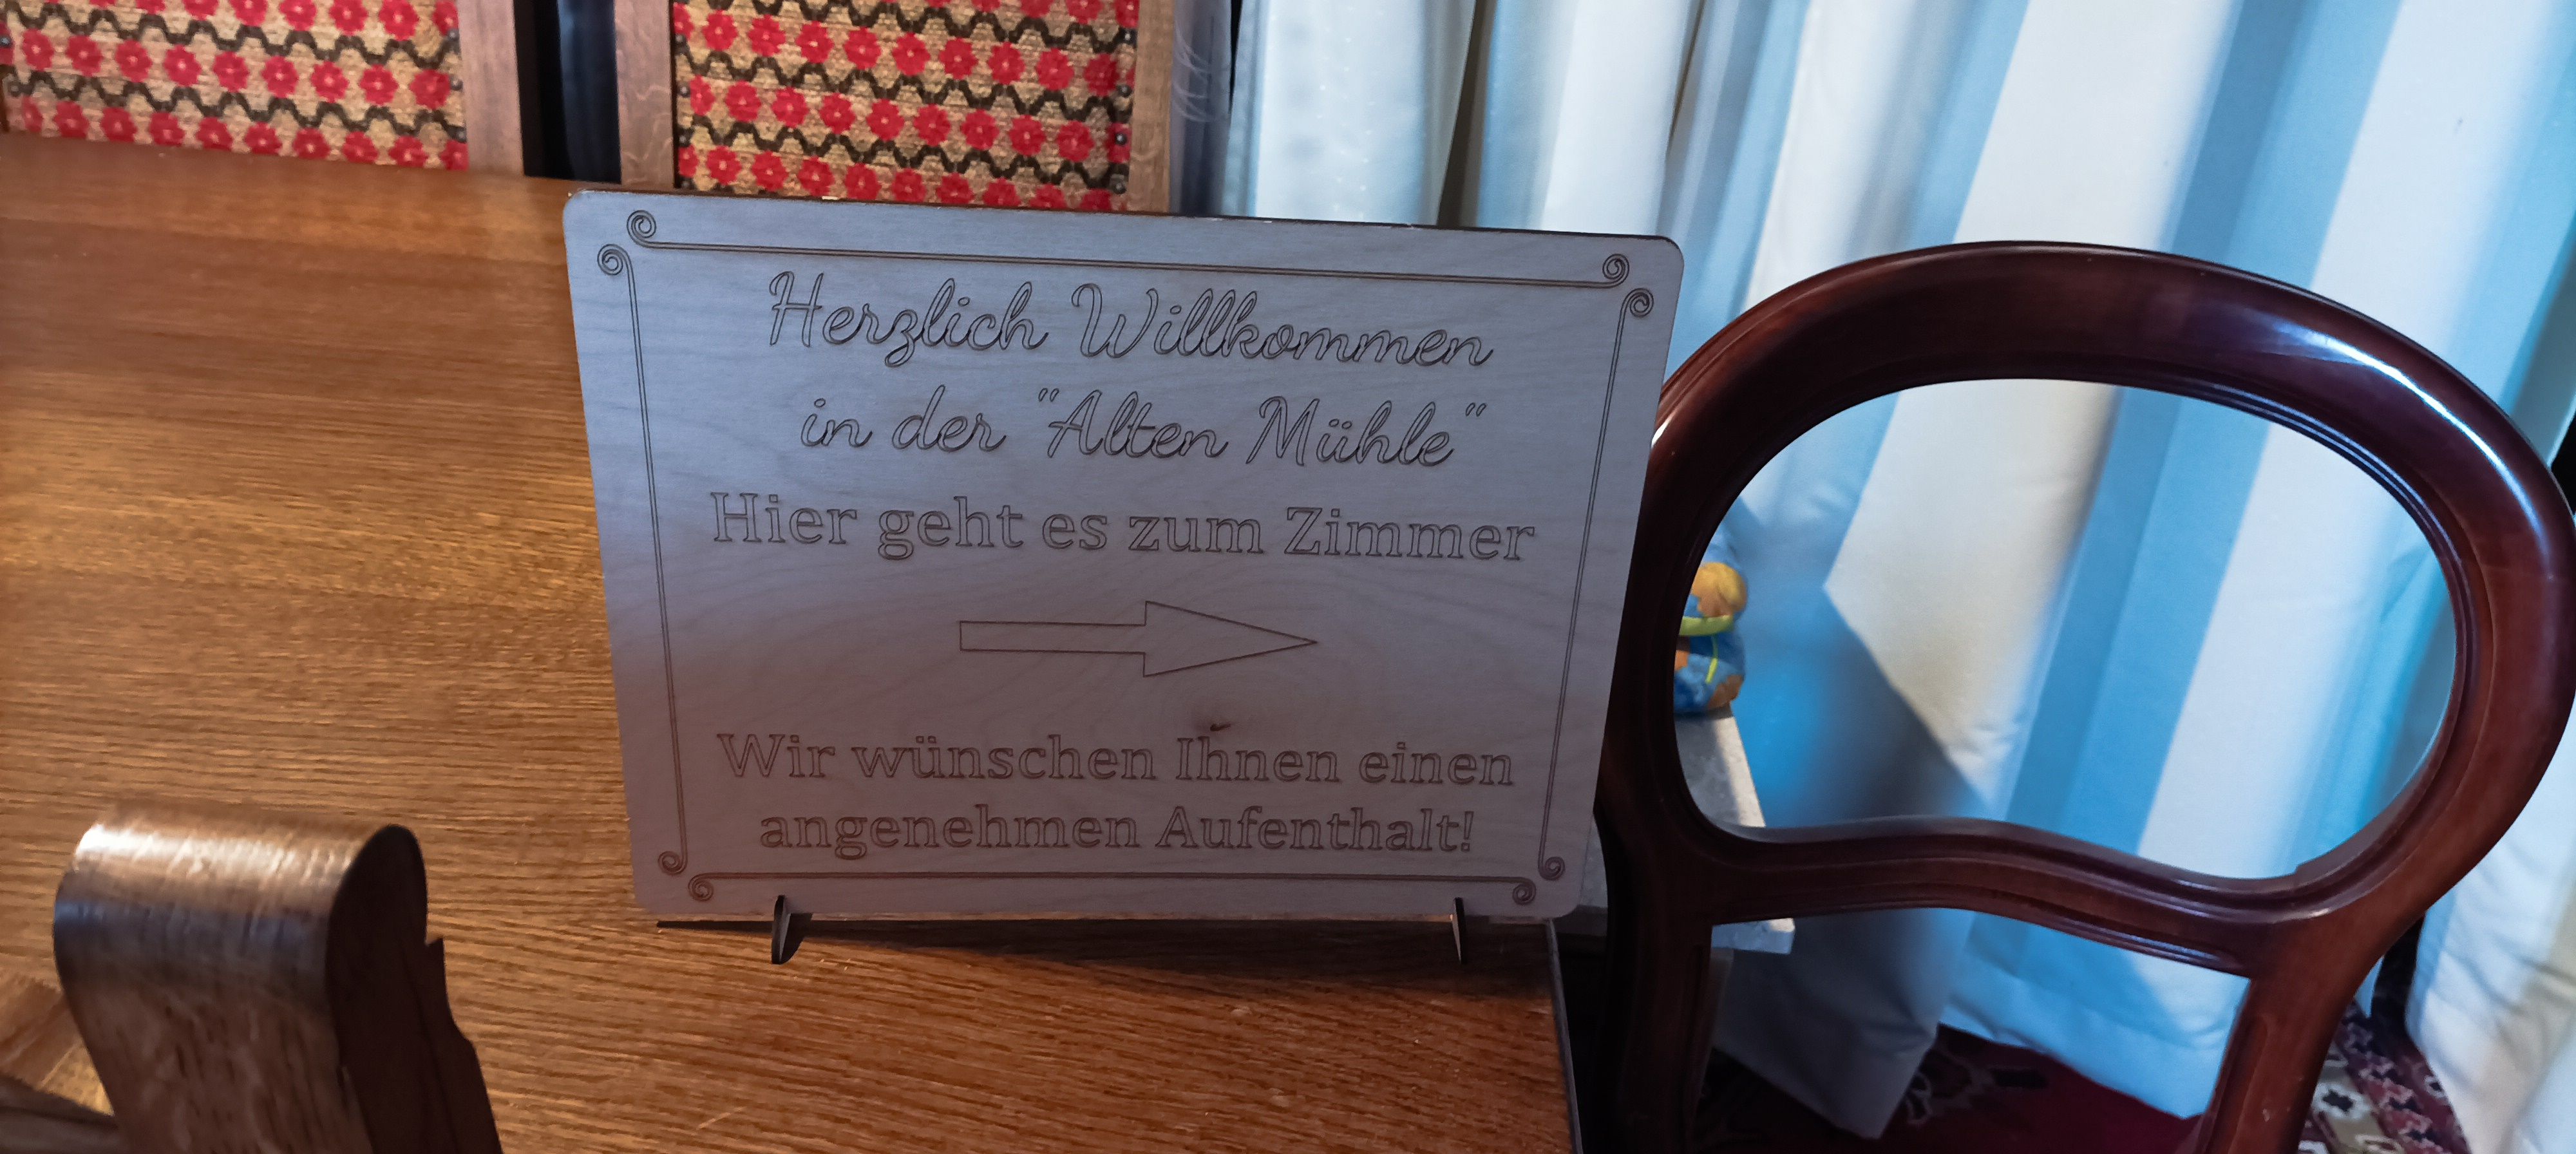 Herzlich Willkommen
in der "Alten Mühle"
Hier geht es zum Zimmer
Wir wünschen Ihnen einen
angenehmen Aufenthalt!